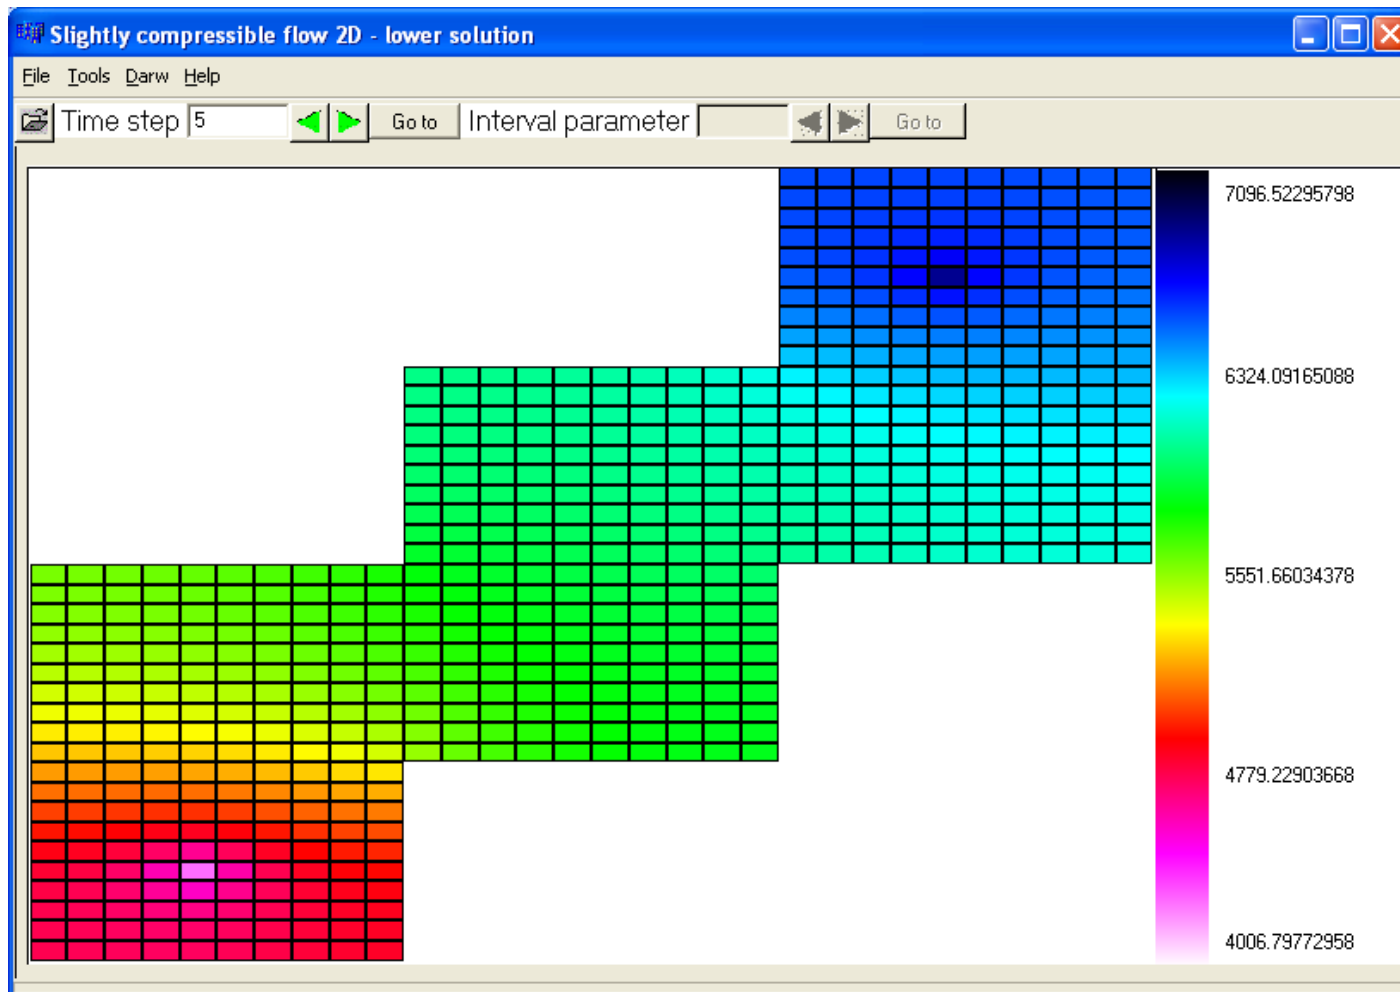 Slightly compressible flow 2D - lower solution
File Tools Darw Help
Time step 5 Go to Interval parameter Go to
7096.52295798
6324.09165088
5551.66034378
4779.22903668
4006.79772958